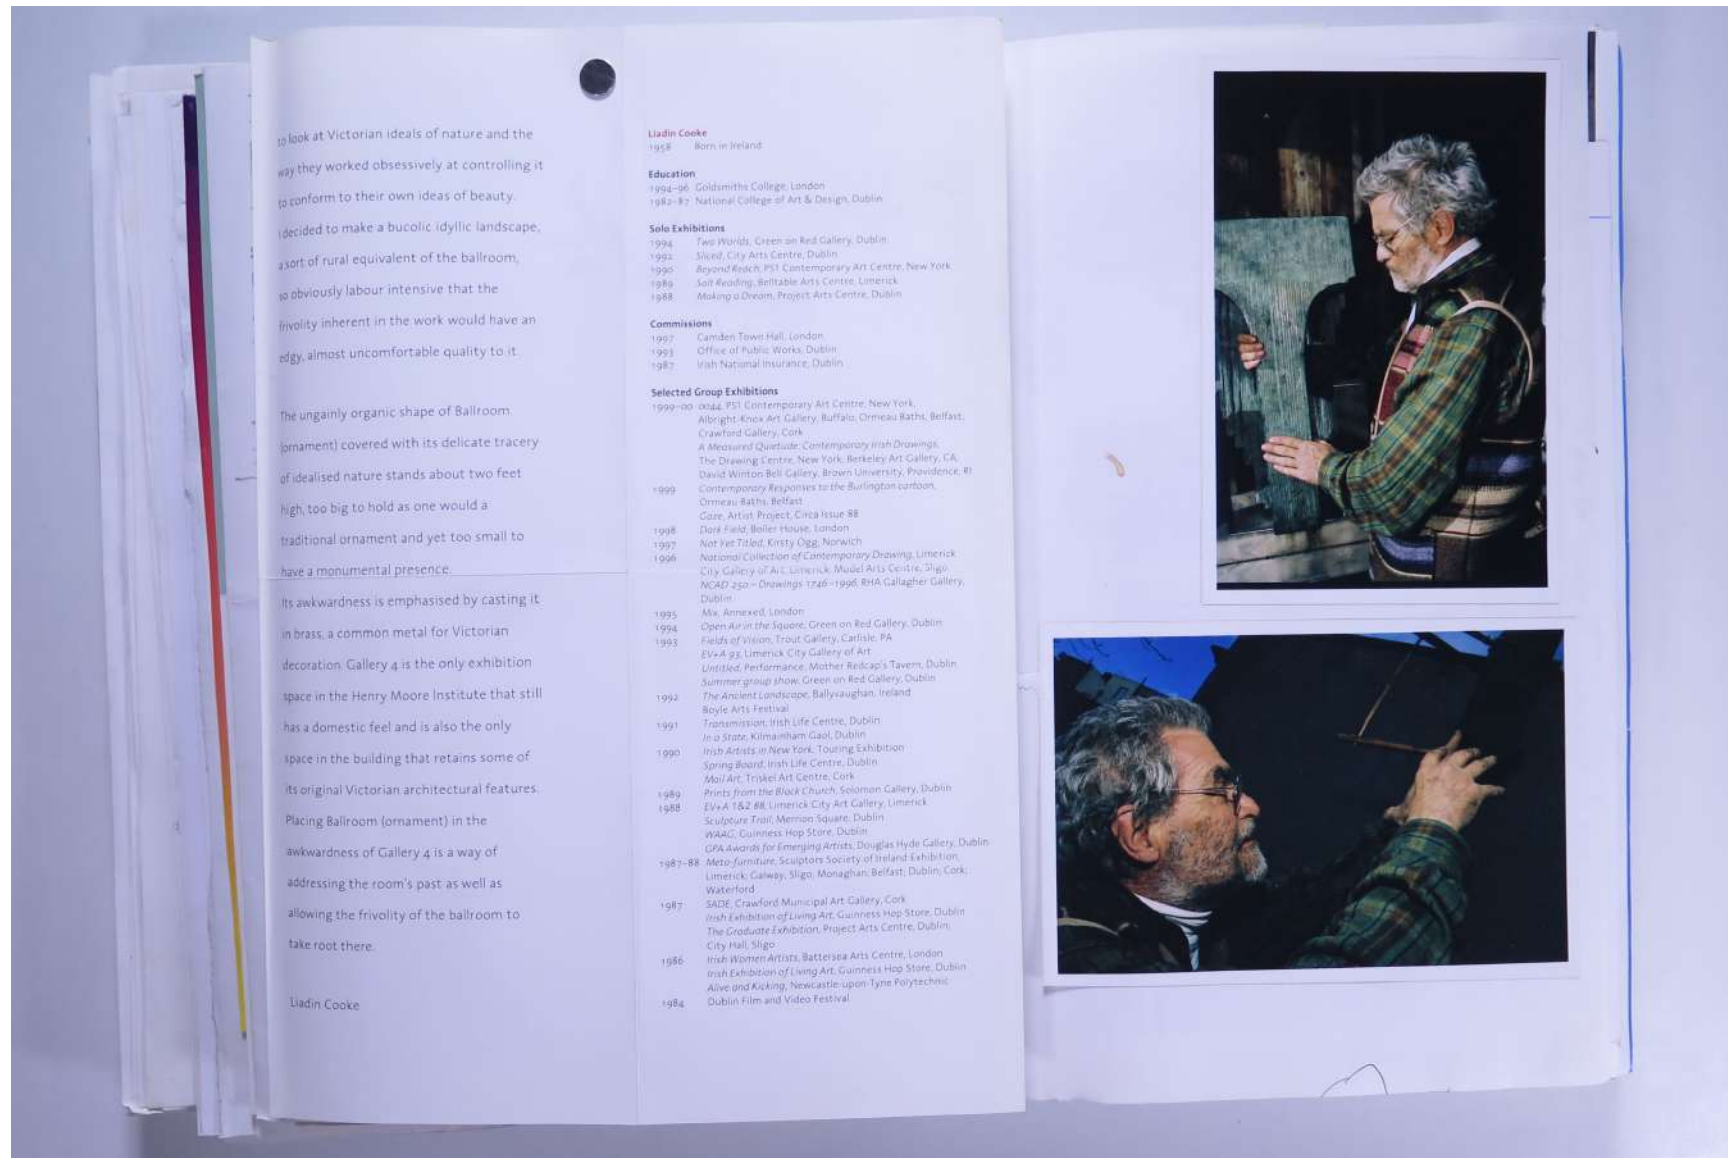 to look at Victorian ideals of nature and the
way they worked obsessively at controlling it
to conform to their own ideas of beauty.
I decided to make a bucolic idyllic landscape,
a sort of rural equivalent of the ballroom,
so obviously labour intensive that the
frivolity inherent in the work would have an
edgy, almost uncomfortable quality to it.
The ungainly organic shape of Ballroom
(ornament) covered with its delicate tracery
of idealised nature stands about two feet
high, too big to hold as one would a
traditional ornament and yet too small to
have a monumental presence.
Its awkwardness is emphasised by casting it
in brass, a common metal for Victorian
decoration. Gallery 4 is the only exhibition
space in the Henry Moore Institute that still
has a domestic feel and is also the only
space in the building that retains some of
its original Victorian architectural features.
Placing Ballroom (ornament) in the
awkwardness of Gallery 4 is a way of
addressing the room's past as well as
allowing the frivolity of the ballroom to
take root there.
Liadin Cooke
Liadin Cooke
1958 Born in Ireland
Education
1994–96 Goldsmiths College, London
1982–87 National College of Art & Design, Dublin
Solo Exhibitions
1994 Two Worlds, Green on Red Gallery, Dublin
1992 Sliced, City Arts Centre, Dublin
1990 Beyond Reach, PS1 Contemporary Art Centre, New York
1989 Salt Reading, Belltable Arts Centre, Limerick
1988 Making a Dream, Project Arts Centre, Dublin
Commissions
1997 Camden Town Hall, London
1993 Office of Public Works, Dublin
1987 Irish National Insurance, Dublin
Selected Group Exhibitions
1999–00 0044, PS1 Contemporary Art Centre, New York,
Albright-Knox Art Gallery, Buffalo, Ormeau Baths, Belfast,
Crawford Gallery, Cork
A Measured Quietude: Contemporary Irish Drawings,
The Drawing Centre, New York, Berkeley Art Gallery, CA,
David Winton Bell Gallery, Brown University, Providence, RI
1999 Contemporary Responses to the Burlington cartoon,
Ormeau Baths, Belfast
Gaze, Artist Project, Circa Issue 88
1998 Dark Field, Boiler House, London
1997 Not Yet Titled, Kirsty Ogg, Norwich
1996 National Collection of Contemporary Drawing, Limerick
City Gallery of Art, Limerick, Model Arts Centre, Sligo
NCAD 250 – Drawings 1746–1996, RHA Gallagher Gallery,
Dublin
1995 Mix, Annexed, London
1994 Open Air in the Square, Green on Red Gallery, Dublin
1993 Fields of Vision, Trout Gallery, Carlisle, PA
EV+A 93, Limerick City Gallery of Art
Untitled, Performance, Mother Redcap's Tavern, Dublin
Summer group show, Green on Red Gallery, Dublin
1992 The Ancient Landscape, Ballyvaughan, Ireland
Boyle Arts Festival
1991 Transmission, Irish Life Centre, Dublin
In a State, Kilmainham Gaol, Dublin
1990 Irish Artists in New York, Touring Exhibition
Spring Board, Irish Life Centre, Dublin
Mail Art, Triskel Art Centre, Cork
1989 Prints from the Black Church, Solomon Gallery, Dublin
1988 EV+A 1&2 88, Limerick City Art Gallery, Limerick
Sculpture Trail, Merrion Square, Dublin
WAAG, Guinness Hop Store, Dublin
GPA Awards for Emerging Artists, Douglas Hyde Gallery, Dublin
1987–88 Meta-furniture, Sculptors Society of Ireland Exhibition,
Limerick; Galway, Sligo, Monaghan; Belfast; Dublin; Cork;
Waterford
1987 SADE, Crawford Municipal Art Gallery, Cork
Irish Exhibition of Living Art, Guinness Hop Store, Dublin
The Graduate Exhibition, Project Arts Centre, Dublin;
City Hall, Sligo
1986 Irish Women Artists, Battersea Arts Centre, London
Irish Exhibition of Living Art, Guinness Hop Store, Dublin
Alive and Kicking, Newcastle-upon-Tyne Polytechnic
1984 Dublin Film and Video Festival